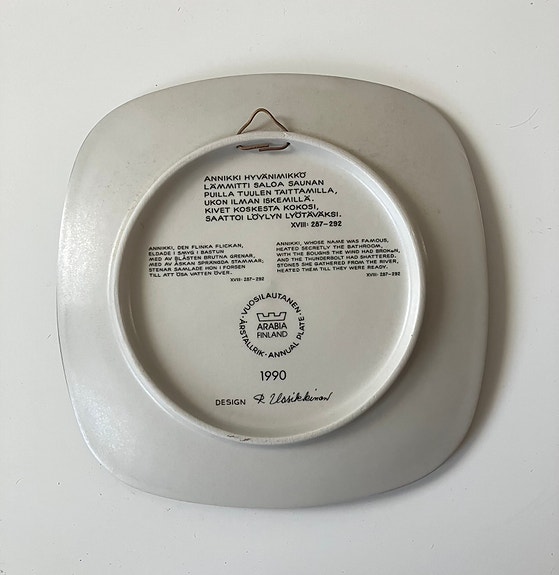 ANNIKKI HYVÄNIMIKKÖ
LÄMMITTI SALOA SAUNAN
PUILLA TUULEN TAITTAMILLA,
UKON ILMAN ISKEMILLÄ.
KIVET KOSKESTA KOKOSI,
SAATTOI LÖYLYN LYÖTÄVÄKSI.
XVIII: 287-292
ANNIKKI, DEN FLINKA FLICKAN,
ELDADE I SMYG I BASTUN
MED AV BLÅSTEN BRUTNA GRENAR,
MED AV ÅSKAN SPRÄNGDA STAMMAR;
STENAR SAMLADE HON I FORSEN
TILL ATT ÖSA VATTEN ÖVER.
XVIII: 287-292
ANNIKKI, WHOSE NAME WAS FAMOUS,
HEATED SECRETLY THE BATHROOM,
WITH THE BOUGHS THE WIND HAD BROKEN,
AND THE THUNDERBOLT HAD SHATTERED.
STONES SHE GATHERED FROM THE RIVER,
HEATED THEM TILL THEY WERE READY.
XVIII: 287-292
VUOSILAUTANEN · ANNUAL PLATE · ÅRSTALLRIK ·
ARABIA
FINLAND
1990
DESIGN R. Uosikkinen